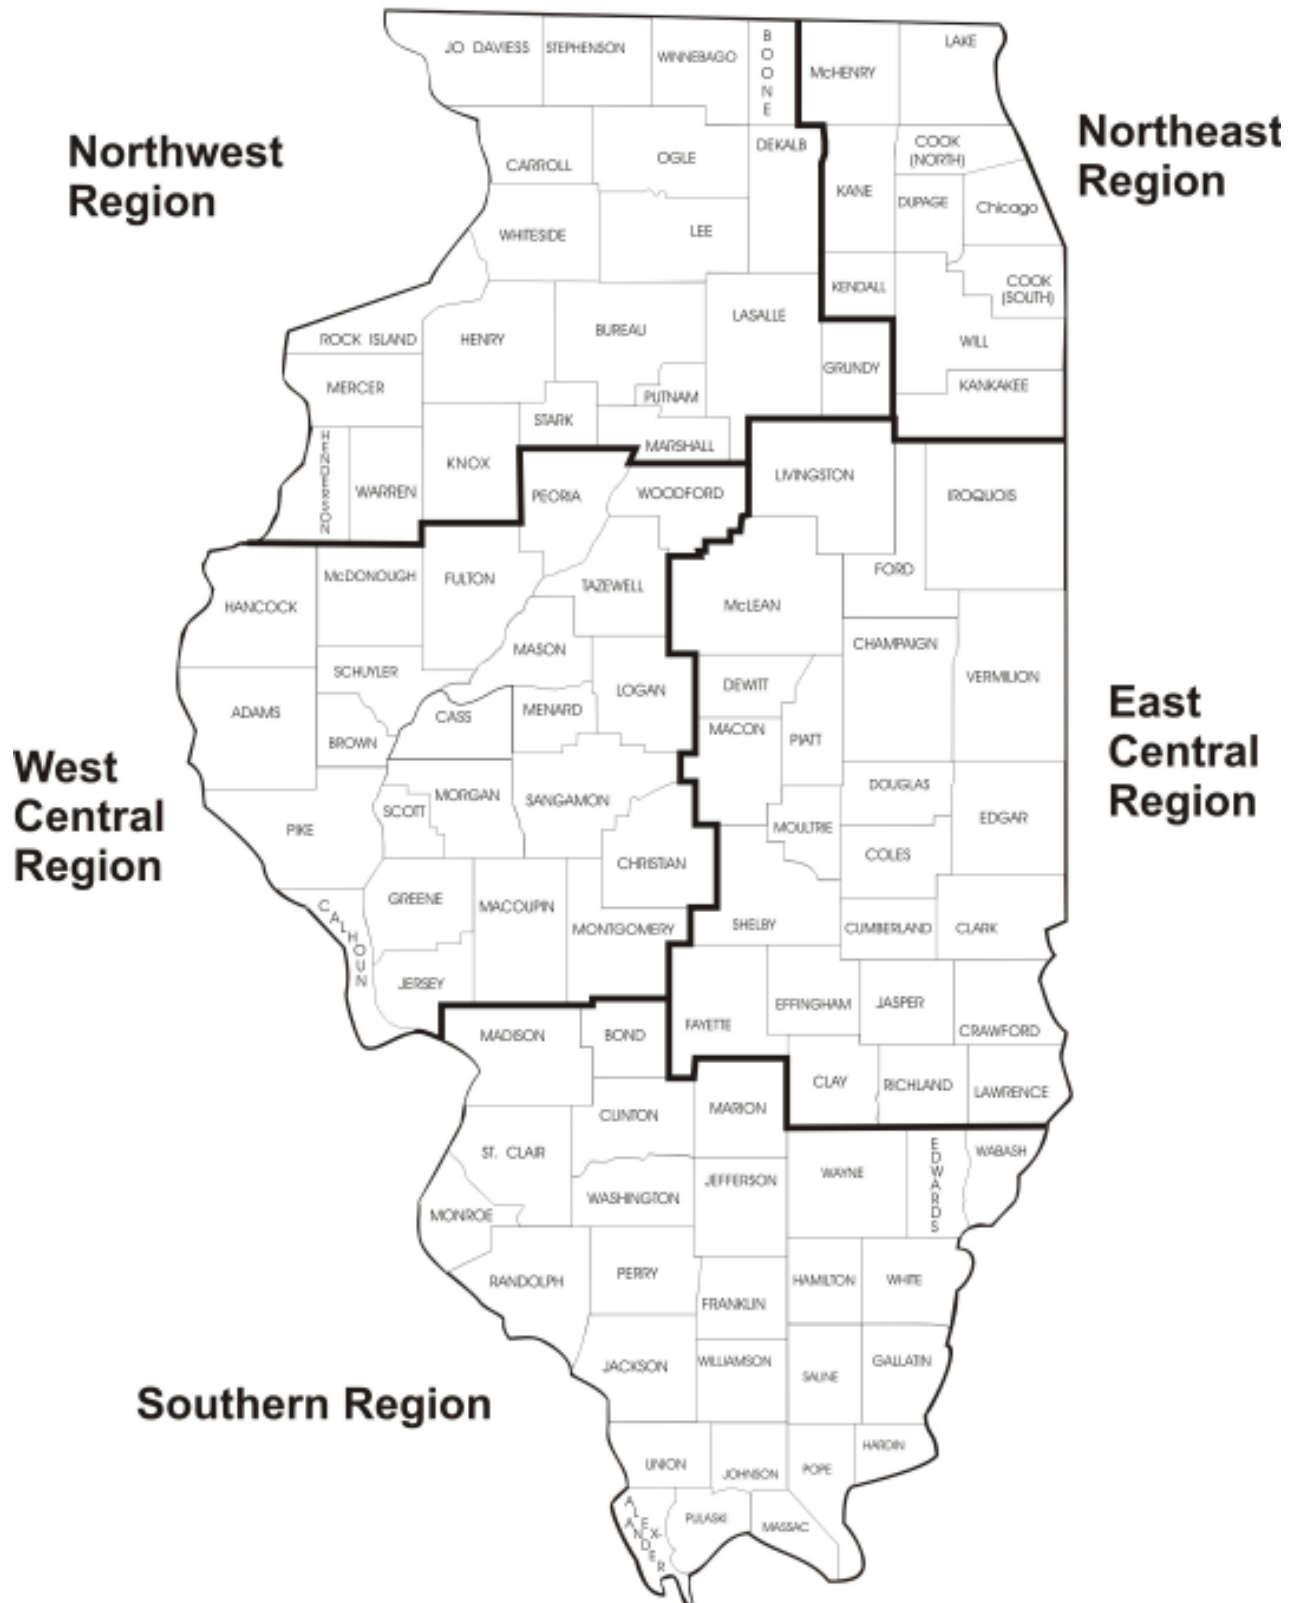 JO DAVIESS
STEPHENSON
WINNEBAGO
BOONE
McHENRY
LAKE
Northwest
Region
Northeast
Region
CARROLL
OGLE
DEKALB
COOK
(NORTH)
KANE
DUPAGE
Chicago
WHITESIDE
LEE
KENDALL
COOK
(SOUTH)
ROCK ISLAND
HENRY
BUREAU
LASALLE
WILL
GRUNDY
MERCER
PUTNAM
KANKAKEE
STARK
MARSHALL
HENDERSON
WARREN
KNOX
PEORIA
WOODFORD
LIVINGSTON
IROQUOIS
HANCOCK
McDONOUGH
FULTON
TAZEWELL
FORD
McLEAN
MASON
CHAMPAIGN
SCHUYLER
LOGAN
DEWITT
VERMILION
ADAMS
BROWN
CASS
MENARD
MACON
PIATT
East
Central
Region
West
Central
Region
SCOTT
MORGAN
SANGAMON
DOUGLAS
PIKE
MOULTRIE
EDGAR
CHRISTIAN
COLES
CALHOUN
GREENE
MACOUPIN
MONTGOMERY
SHELBY
CUMBERLAND
CLARK
JERSEY
EFFINGHAM
JASPER
MADISON
BOND
FAYETTE
CRAWFORD
CLAY
RICHLAND
LAWRENCE
CLINTON
MARION
ST. CLAIR
WASHINGTON
JEFFERSON
WAYNE
EDWARDS
WABASH
MONROE
RANDOLPH
PERRY
FRANKLIN
HAMILTON
WHITE
JACKSON
WILLIAMSON
SALINE
GALLATIN
Southern Region
UNION
JOHNSON
POPE
HARDIN
ALEX-
ANDER
PULASKI
MASSAC